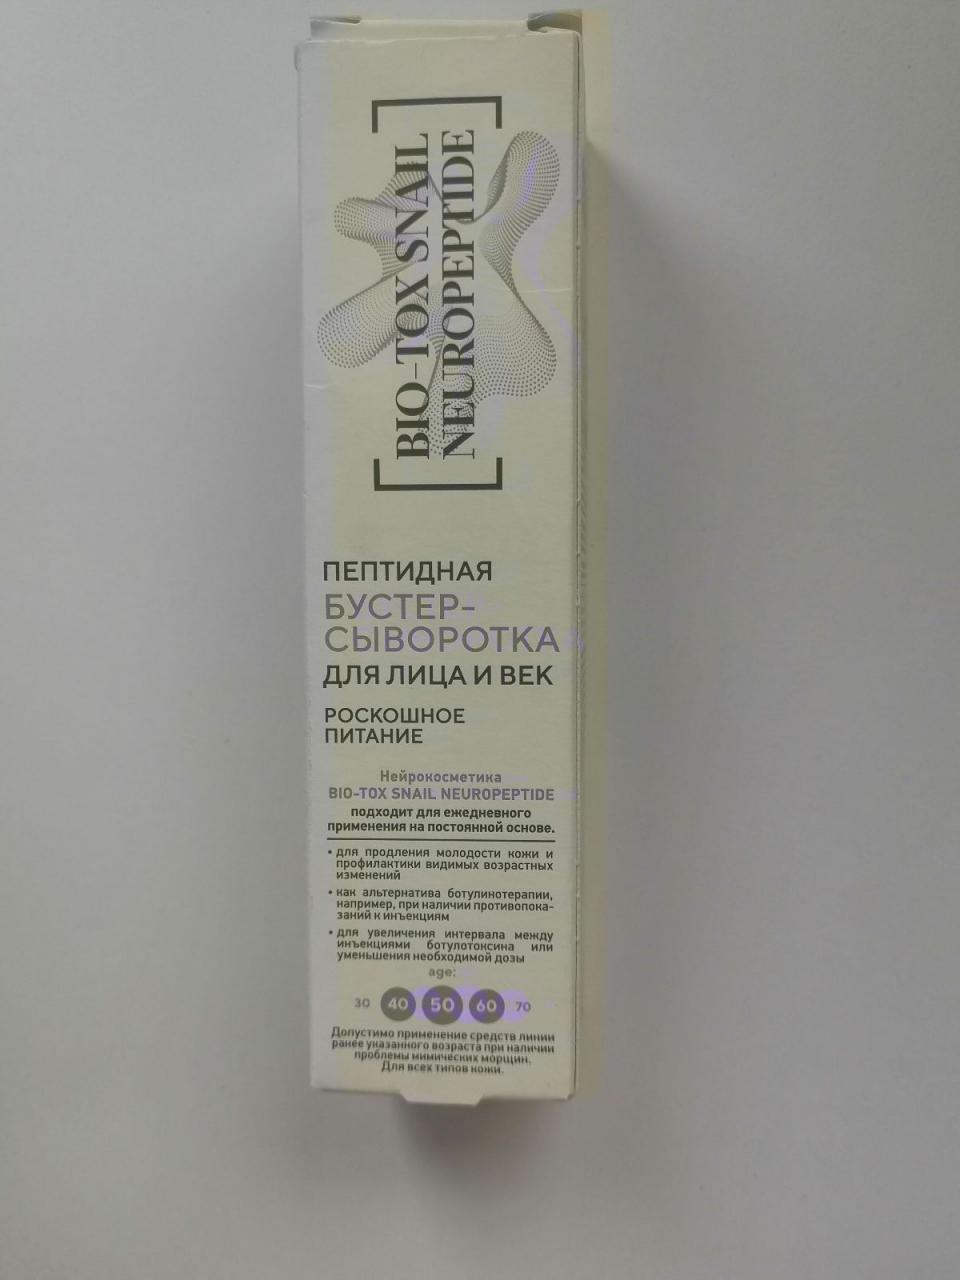 BIO-TOX SNAIL
NEUROPEPTIDE
ПЕПТИДНАЯ
БУСТЕР-
СЫВОРОТКА
ДЛЯ ЛИЦА И ВЕК
РОСКОШНОЕ
ПИТАНИЕ
Нейрокосметика
BIO-TOX SNAIL NEUROPEPTIDE
подходит для ежедневного
применения на постоянной основе.
• для продления молодости кожи и
профилактики видимых возрастных
изменений
• как альтернатива ботулинотерапии,
например, при наличии противопока-
заний к инъекциям
• для увеличения интервала между
инъекциями ботулотоксина или
уменьшения необходимой дозы
age:
30 40 50 60 70
Допустимо применение средств линии
ранее указанного возраста при наличии
проблемы мимических морщин.
Для всех типов кожи.